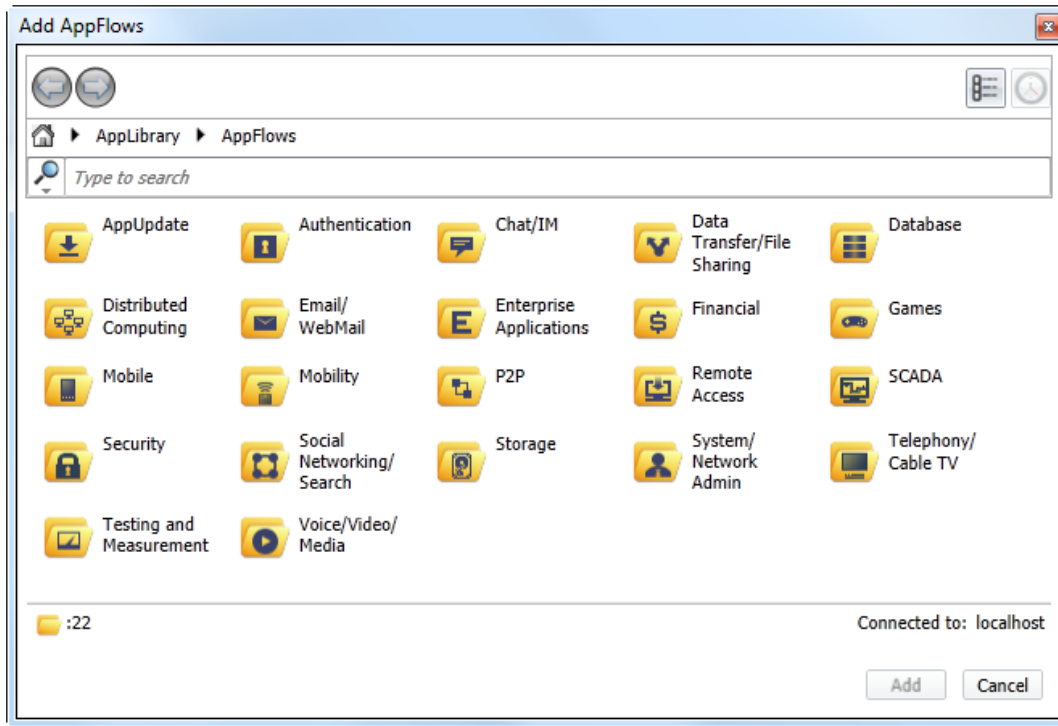 Add AppFlows
AppLibrary AppFlows
Type to search
AppUpdate
Authentication
Chat/IM
Data
Transfer/File
Sharing
Database
Distributed
Computing
Email/
WebMail
Enterprise
Applications
Financial
Games
Mobile
Mobility
P2P
Remote
Access
SCADA
Security
Social
Networking/
Search
Storage
System/
Network
Admin
Telephony/
Cable TV
Testing and
Measurement
Voice/Video/
Media
:22
Connected to: localhost
Add
Cancel